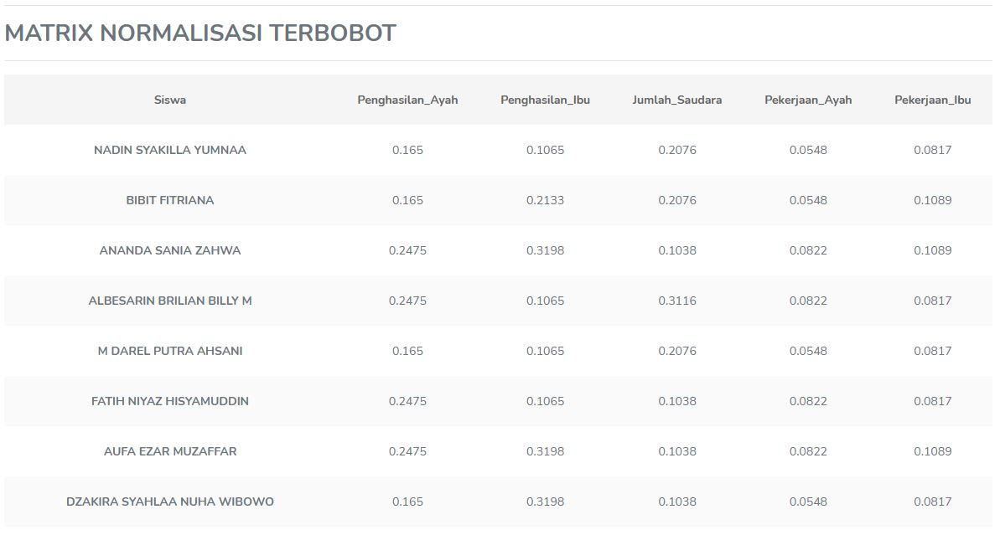 MATRIX NORMALISASI TERBOBOT
Siswa Penghasilan_Ayah Penghasilan_Ibu Jumlah_Saudara Pekerjaan_Ayah Pekerjaan_Ibu
NADIN SYAKILLA YUMNAA 0.165 0.1065 0.2076 0.0548 0.0817
BIBIT FITRIANA 0.165 0.2133 0.2076 0.0548 0.1089
ANANDA SANIA ZAHWA 0.2475 0.3198 0.1038 0.0822 0.1089
ALBESARIN BRILIAN BILLY M 0.2475 0.1065 0.3116 0.0822 0.0817
M DAREL PUTRA AHSANI 0.165 0.1065 0.2076 0.0548 0.0817
FATIH NIYAZ HISYAMUDDIN 0.2475 0.1065 0.1038 0.0822 0.0817
AUFA EZAR MUZAFFAR 0.2475 0.3198 0.1038 0.0822 0.1089
DZAKIRA SYAHLAA NUHA WIBOWO 0.165 0.3198 0.1038 0.0548 0.0817